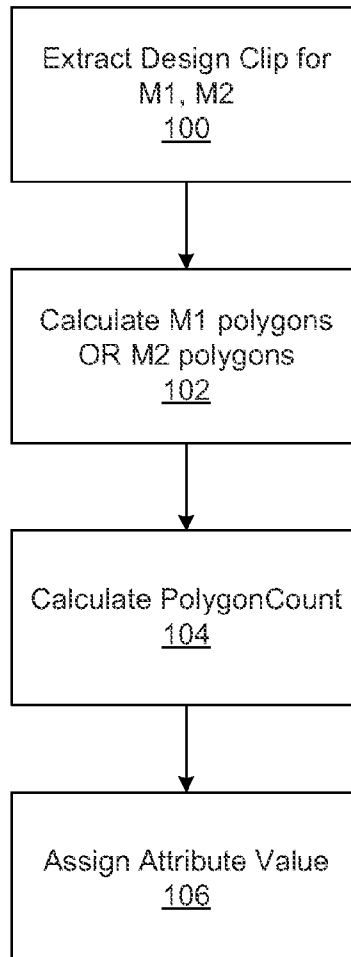 Extract Design Clip for
M1, M2
100
Calculate M1 polygons
OR M2 polygons
102
Calculate PolygonCount
104
Assign Attribute Value
106